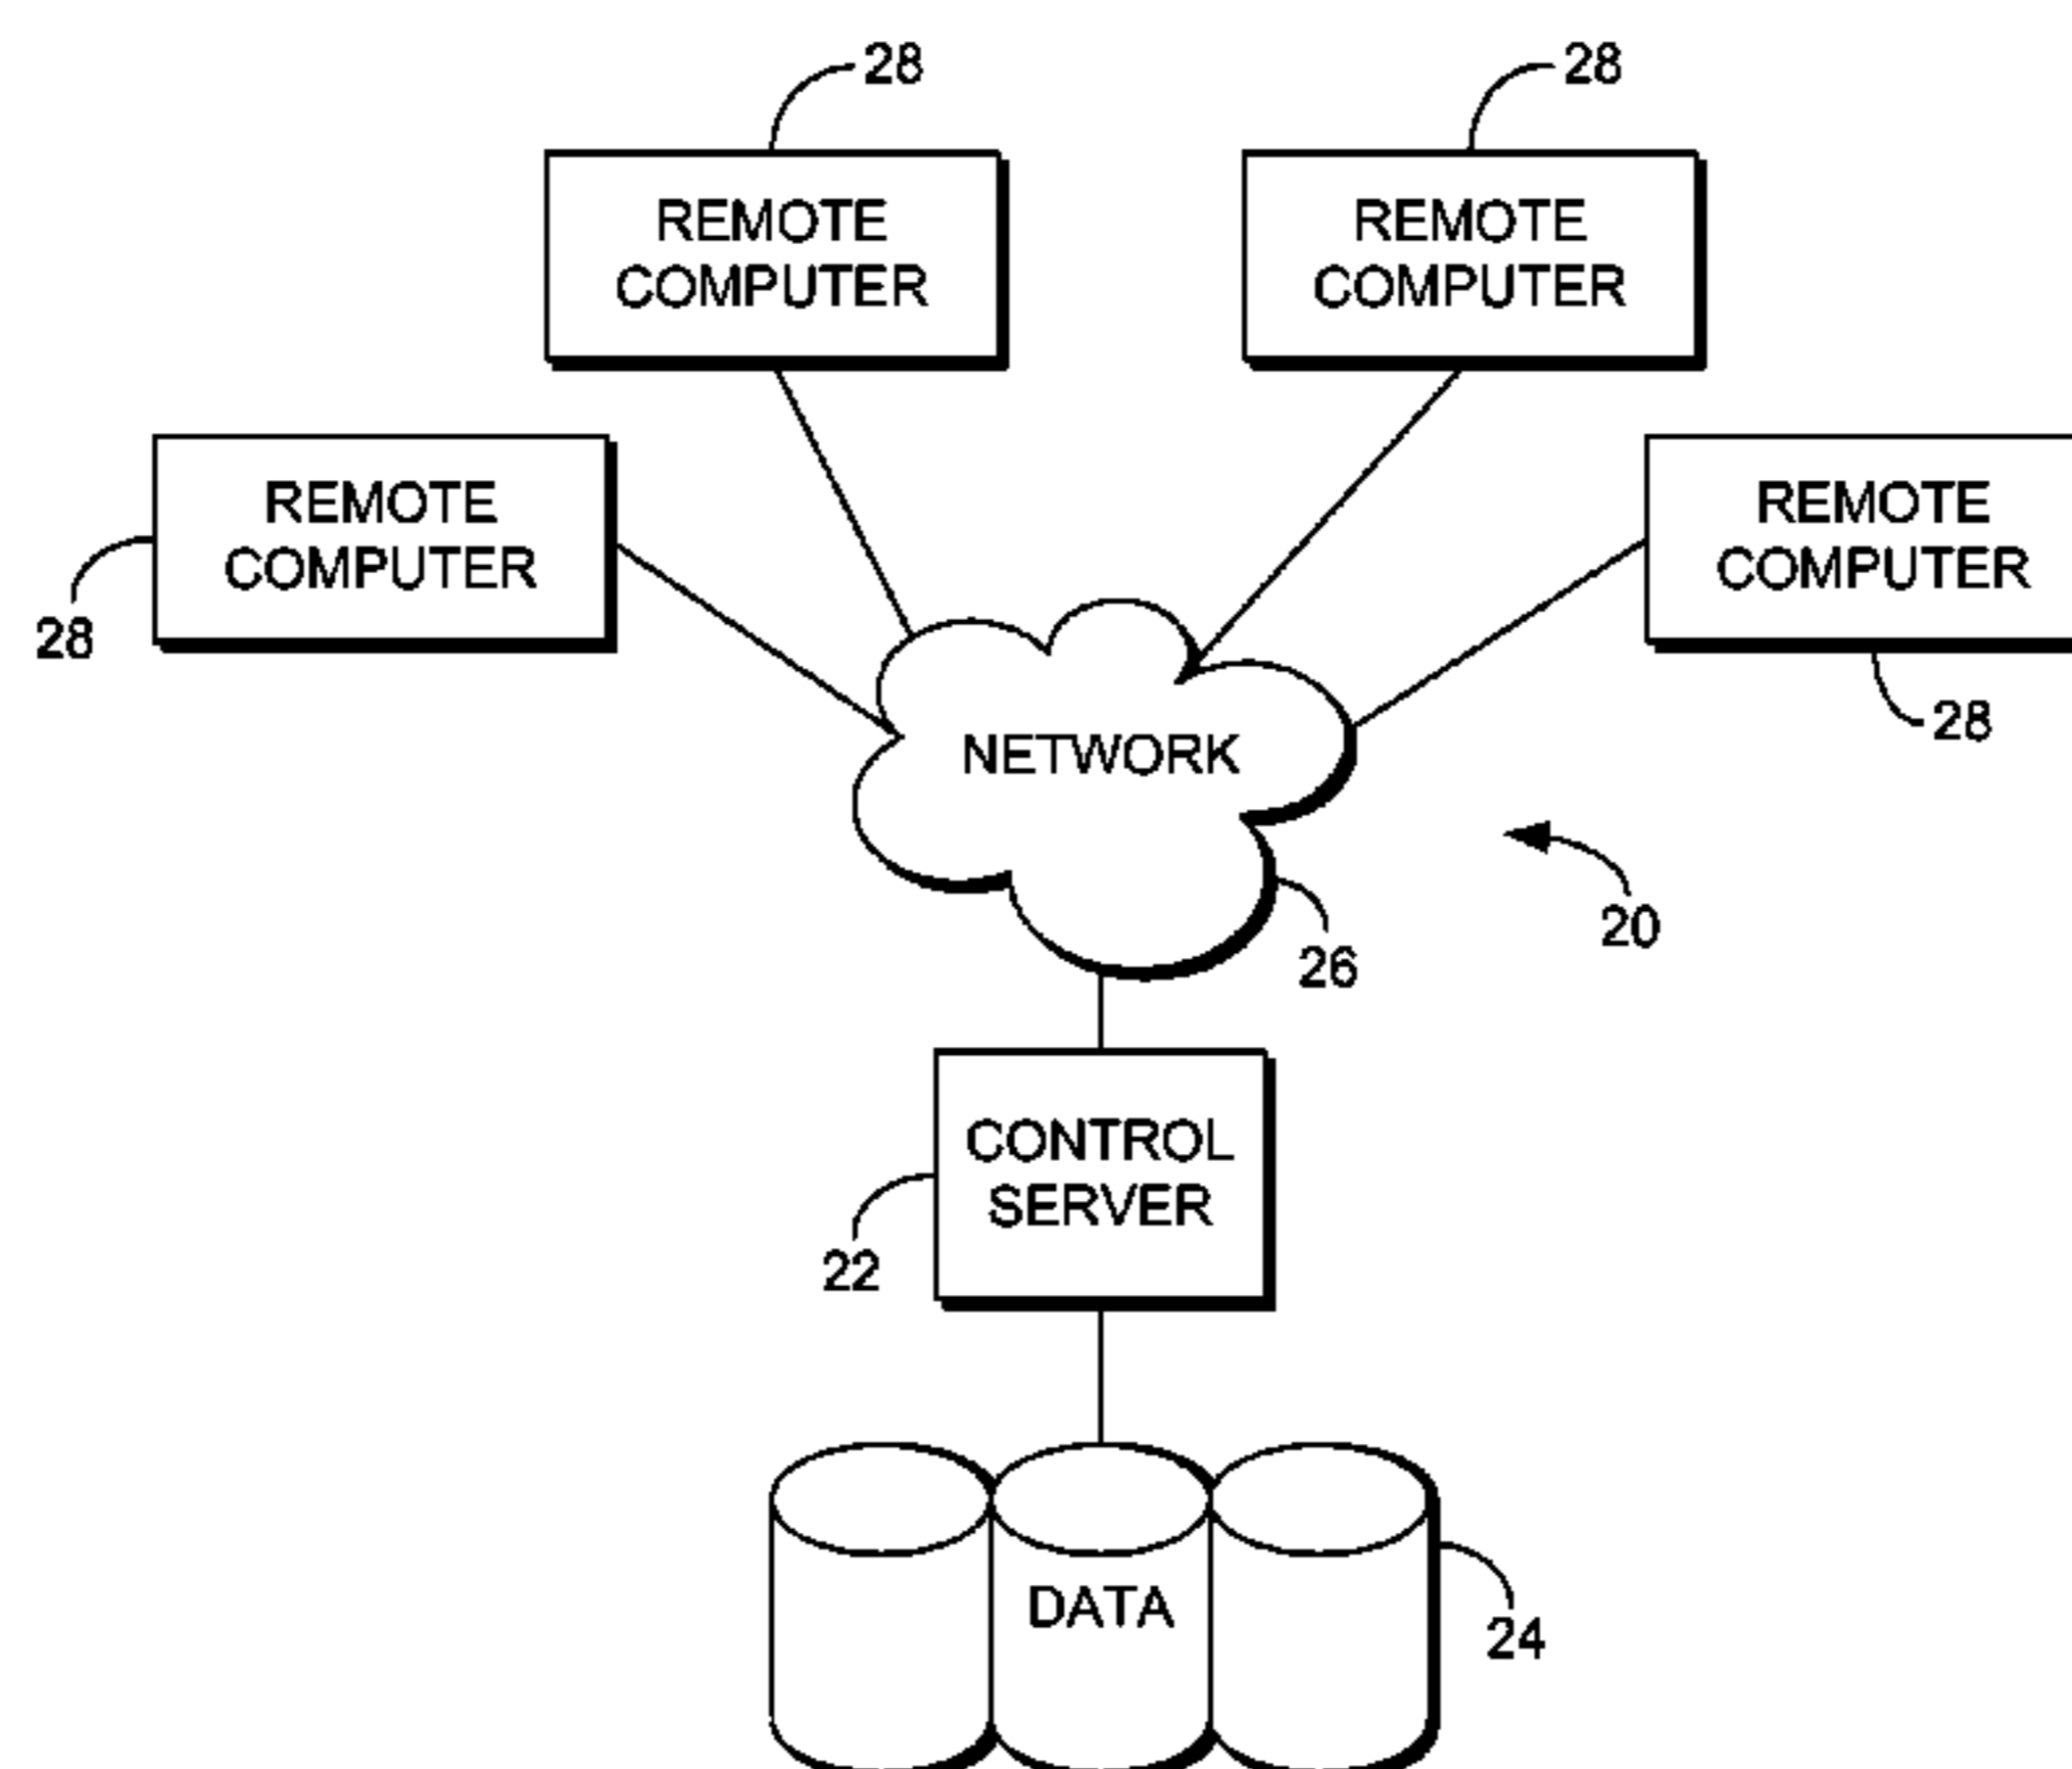 28
28
REMOTE
COMPUTER
REMOTE
COMPUTER
REMOTE
COMPUTER
REMOTE
COMPUTER
28
28
NETWORK
20
26
CONTROL
SERVER
22
DATA
24